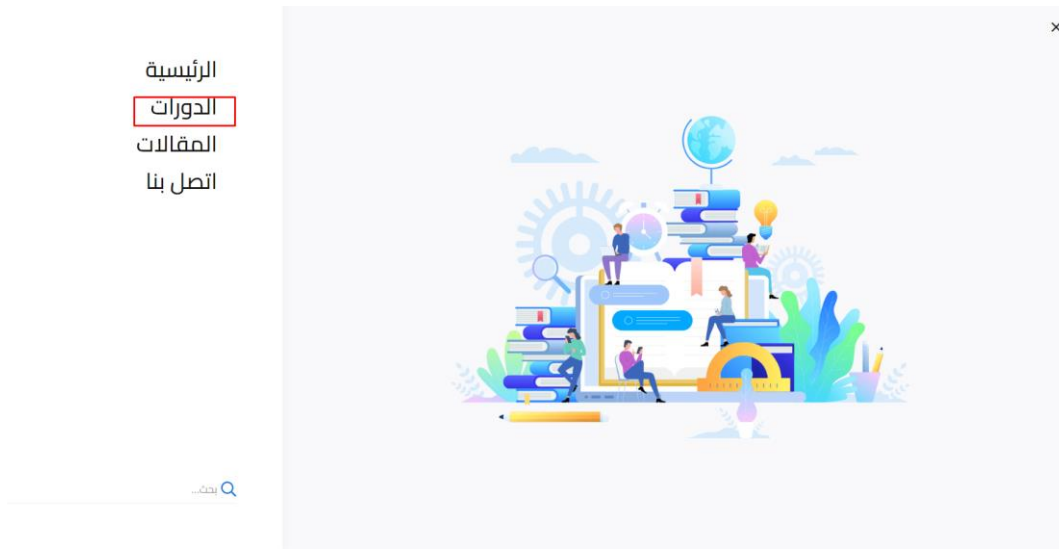 الرئيسية
الدورات
المقالات
اتصل بنا
بحث...